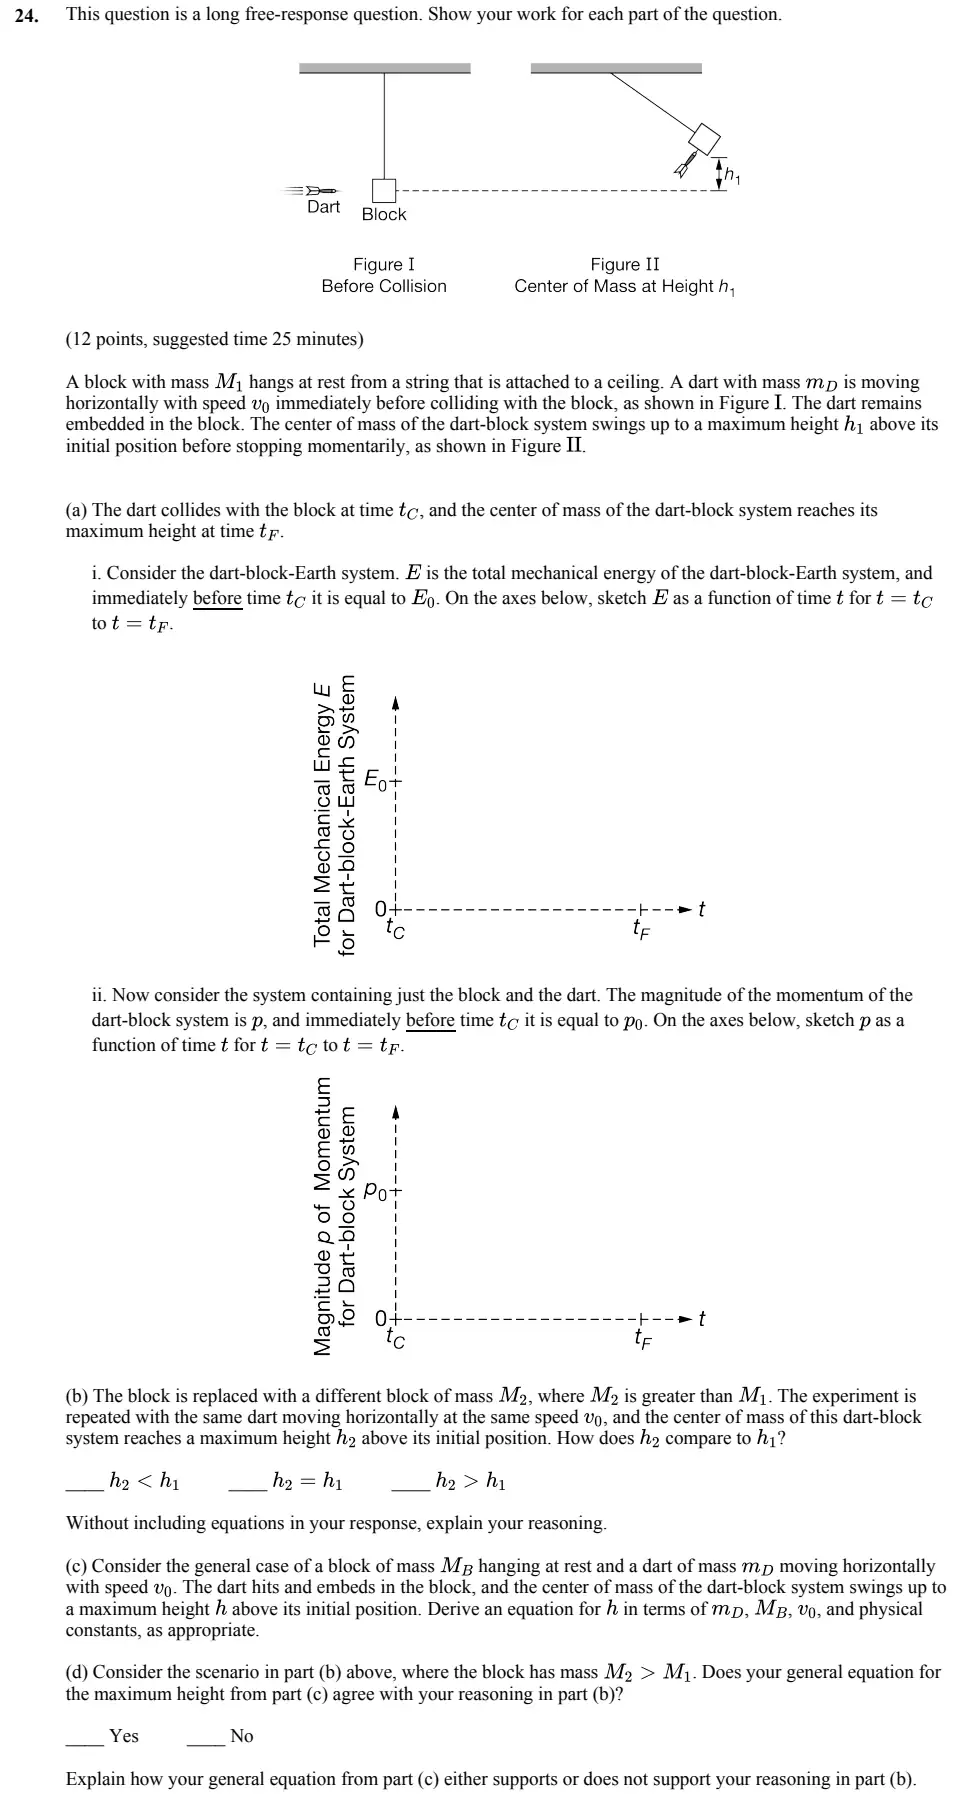 24. This question is a long free-response question. Show your work for each part of the question.
h₁
Dart
Block
Figure I
Before Collision
Figure II
Center of Mass at Height h₁
(12 points, suggested time 25 minutes)
A block with mass M₁ hangs at rest from a string that is attached to a ceiling. A dart with mass m_D is moving
horizontally with speed v₀ immediately before colliding with the block, as shown in Figure I. The dart remains
embedded in the block. The center of mass of the dart-block system swings up to a maximum height h₁ above its
initial position before stopping momentarily, as shown in Figure II.
(a) The dart collides with the block at time t_C, and the center of mass of the dart-block system reaches its
maximum height at time t_F.
i. Consider the dart-block-Earth system. E is the total mechanical energy of the dart-block-Earth system, and
immediately before time t_C it is equal to E₀. On the axes below, sketch E as a function of time t for t = t_C
to t = t_F.
Total Mechanical Energy E
for Dart-block-Earth System
E₀
0
t_C
t_F
t
ii. Now consider the system containing just the block and the dart. The magnitude of the momentum of the
dart-block system is p, and immediately before time t_C it is equal to p₀. On the axes below, sketch p as a
function of time t for t = t_C to t = t_F.
Magnitude p of Momentum
for Dart-block System
p₀
0
t_C
t_F
t
(b) The block is replaced with a different block of mass M₂, where M₂ is greater than M₁. The experiment is
repeated with the same dart moving horizontally at the same speed v₀, and the center of mass of this dart-block
system reaches a maximum height h₂ above its initial position. How does h₂ compare to h₁?
____ h₂ < h₁ ____ h₂ = h₁ ____ h₂ > h₁
Without including equations in your response, explain your reasoning.
(c) Consider the general case of a block of mass M_B hanging at rest and a dart of mass m_D moving horizontally
with speed v₀. The dart hits and embeds in the block, and the center of mass of the dart-block system swings up to
a maximum height h above its initial position. Derive an equation for h in terms of m_D, M_B, v₀, and physical
constants, as appropriate.
(d) Consider the scenario in part (b) above, where the block has mass M₂ > M₁. Does your general equation for
the maximum height from part (c) agree with your reasoning in part (b)?
____ Yes ____ No
Explain how your general equation from part (c) either supports or does not support your reasoning in part (b).